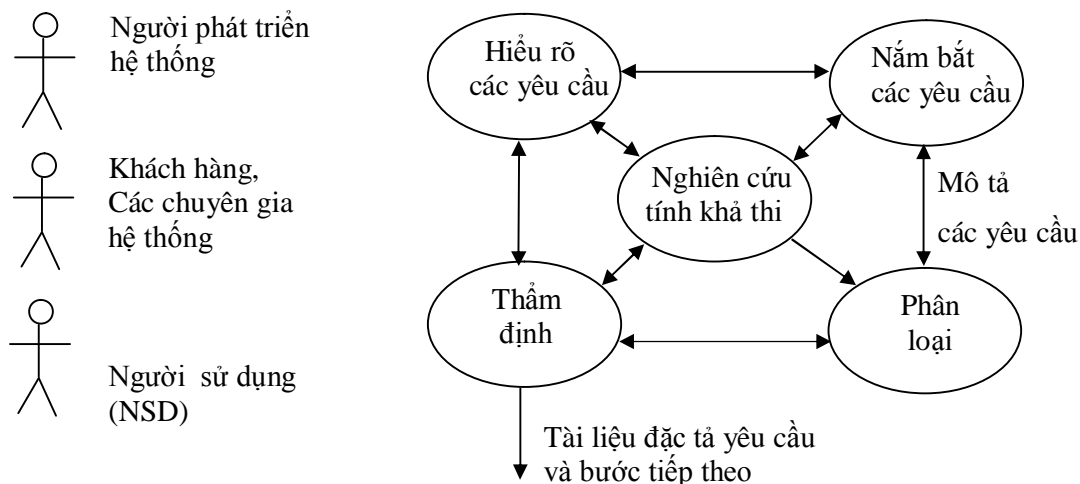 Người phát triển
hệ thống
Khách hàng,
Các chuyên gia
hệ thống
Người sử dụng
(NSD)
Hiểu rõ
các yêu cầu
Nắm bắt
các yêu cầu
Nghiên cứu
tính khả thi
Mô tả
các yêu cầu
Thẩm
định
Phân
loại
Tài liệu đặc tả yêu cầu
và bước tiếp theo